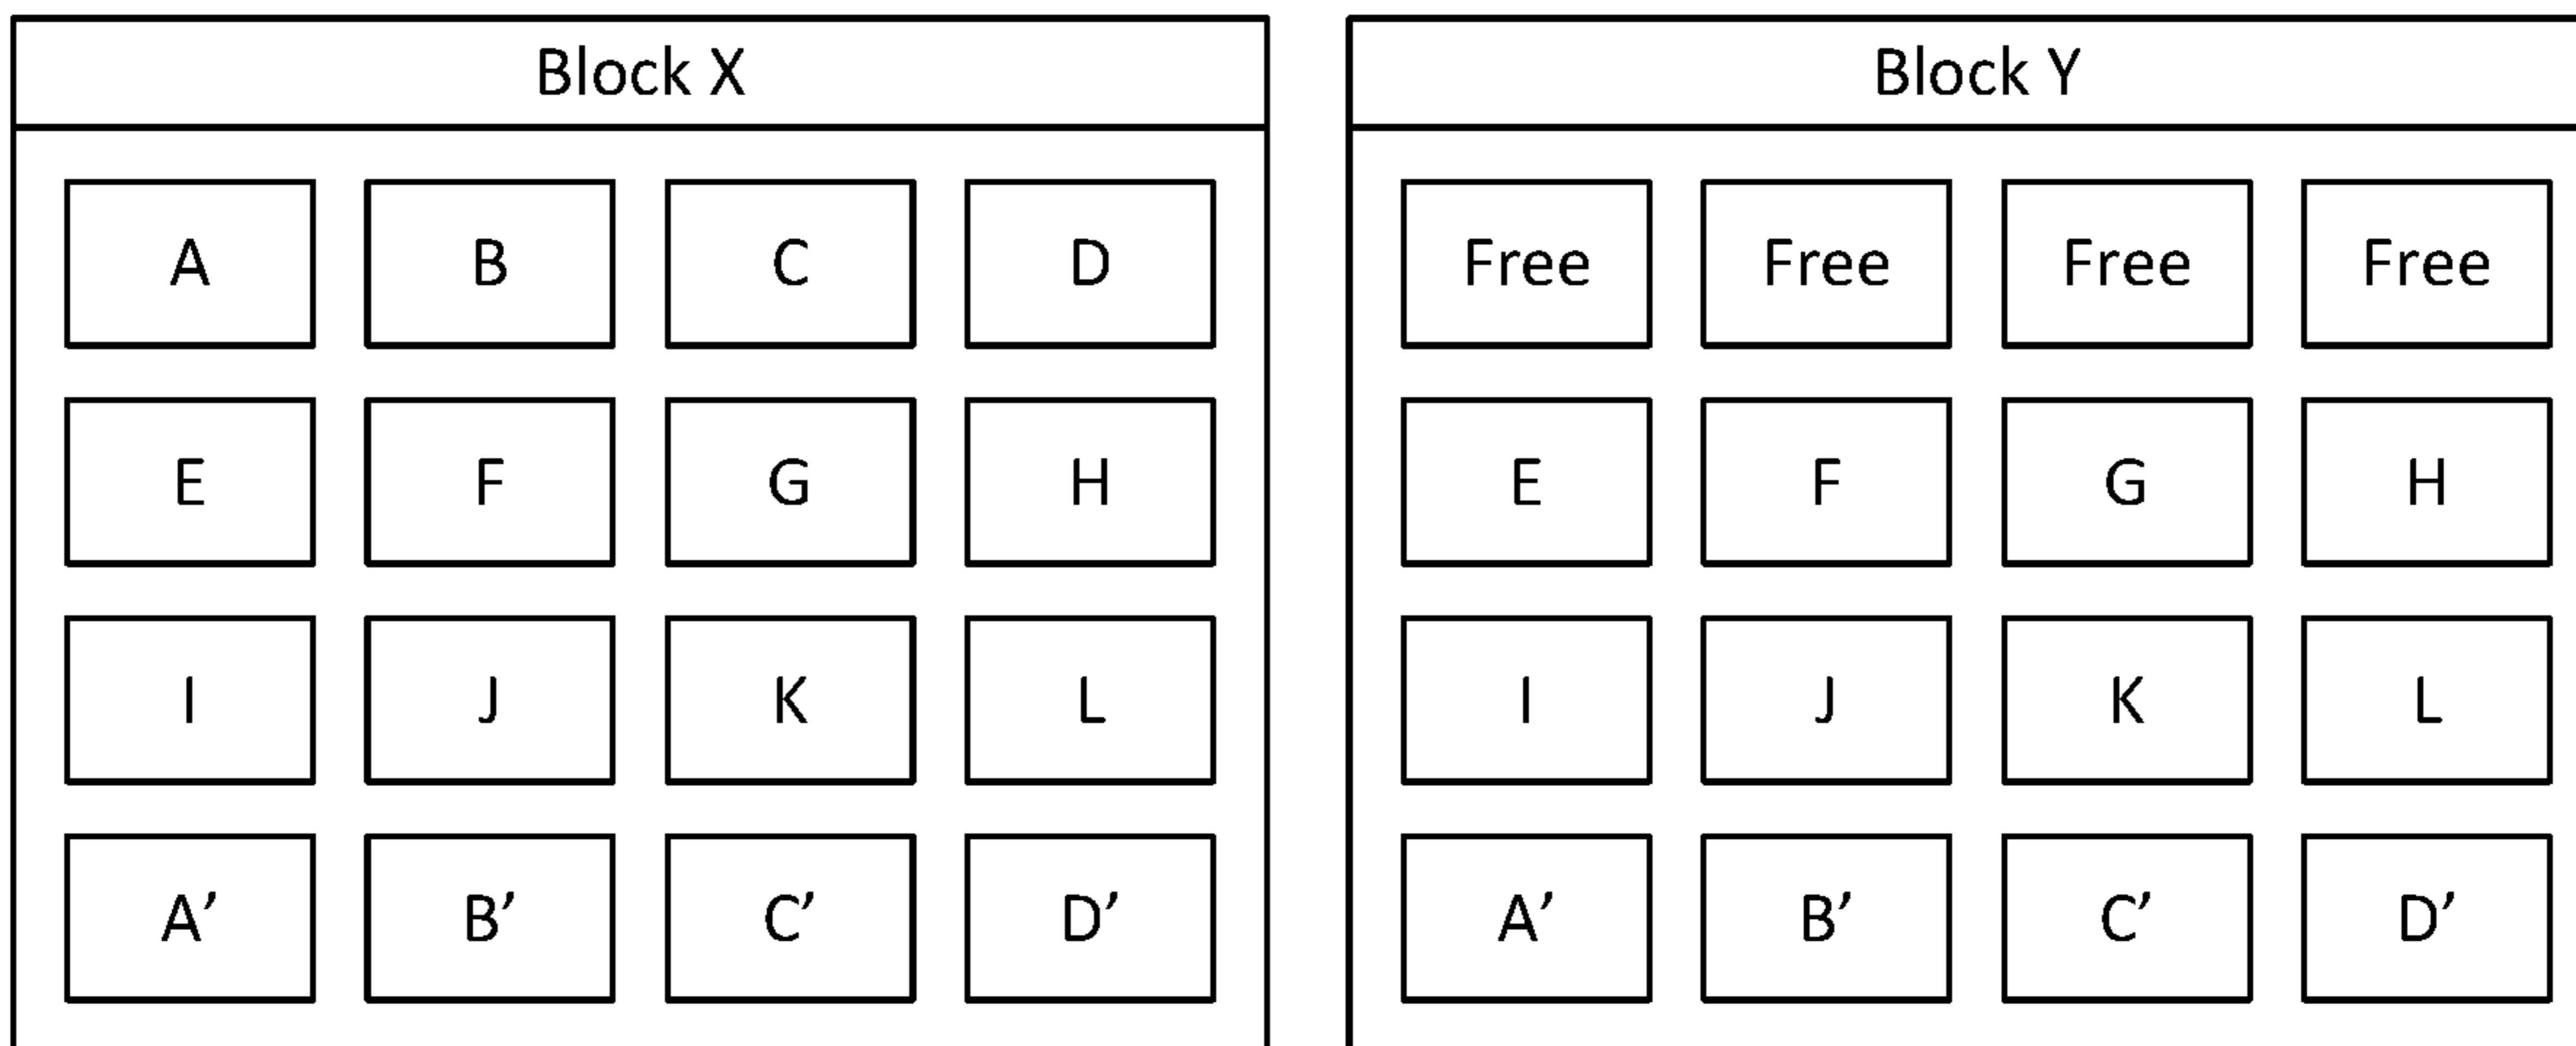 Block X
A B C D
E F G H
I J K L
A’ B’ C’ D’
Block Y
Free Free Free Free
E F G H
I J K L
A’ B’ C’ D’